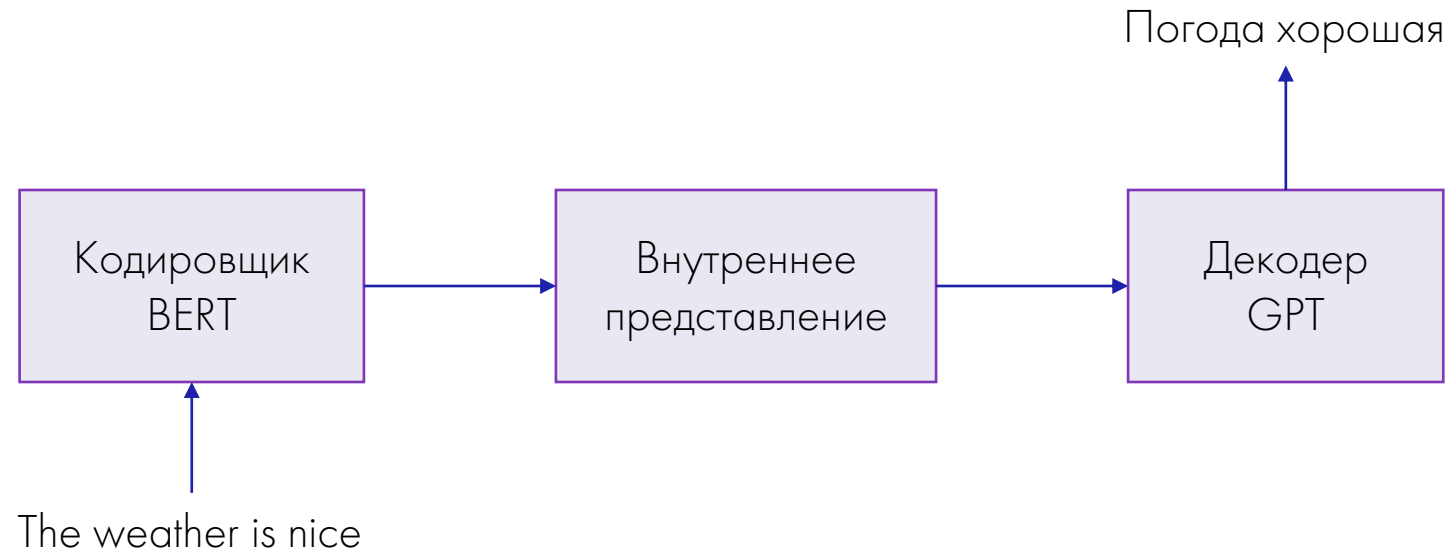 Погода хорошая
Кодировщик
BERT
Внутреннее
представление
Декодер
GPT
The weather is nice